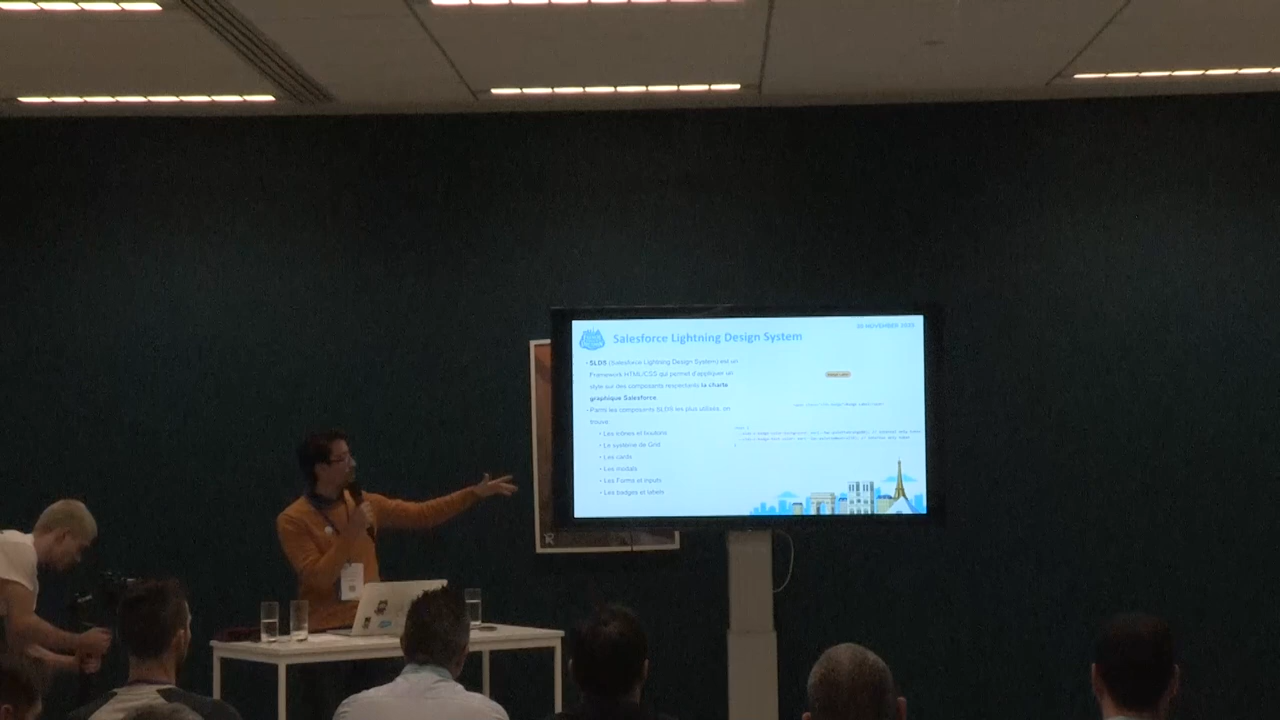 30 NOVEMBER
Salesforce Lightning Design System
• SLDS (Salesforce Lightning Design System) est un
Framework HTML/CSS qui permet d'appliquer un
style sur des composants respectants la charte
graphique Salesforce.
• Parmi les composants SLDS les plus utilisés, on
trouve
• Les icônes et boutons
• Le système de Grid
• Les cards
• Les modals
• Les Forms et inputs
• Les badges et labels